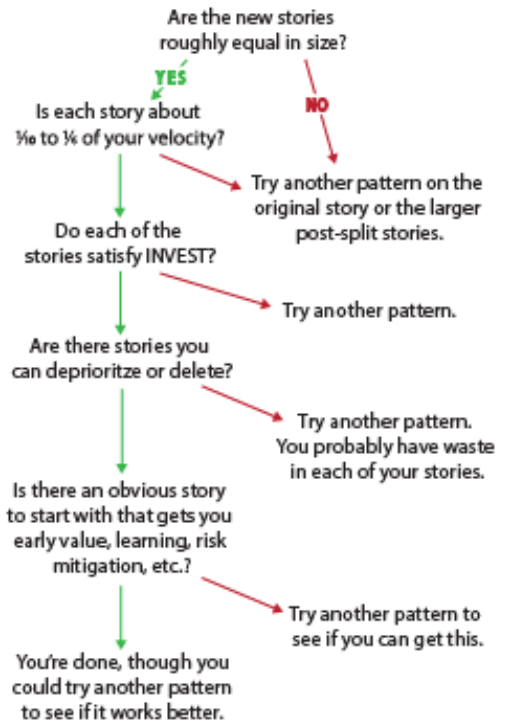 Are the new stories
roughly equal in size?
YES
NO
Is each story about
⅒ to ⅙ of your velocity?
Try another pattern on the
original story or the larger
post-split stories.
Do each of the
stories satisfy INVEST?
Try another pattern.
Are there stories you
can deprioritze or delete?
Try another pattern.
You probably have waste
in each of your stories.
Is there an obvious story
to start with that gets you
early value, learning, risk
mitigation, etc.?
Try another pattern to
see if you can get this.
You're done, though you
could try another pattern
to see if it works better.